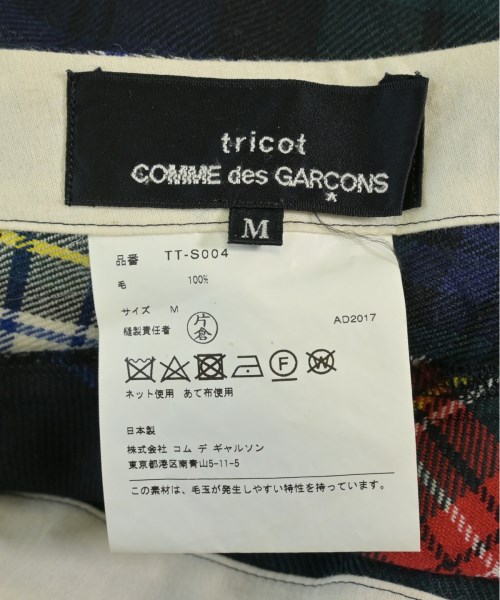 tricot
COMME des GARÇONS
M
品番 TT-S004
毛 100%
サイズ M
縫製責任者 片倉 AD2017
F W
ネット使用 あて布使用
日本製
株式会社 コム デ ギャルソン
東京都港区南青山5-11-5
この素材は、毛玉が発生しやすい特性を持っています。